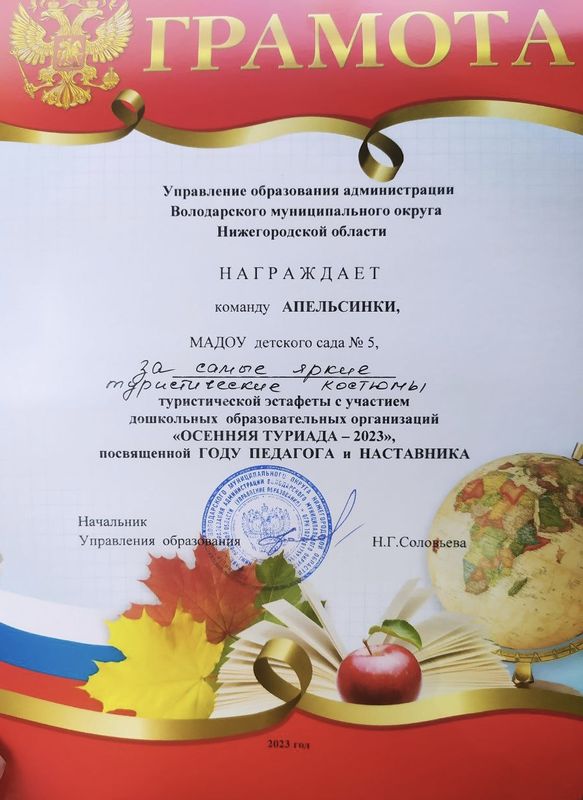 ГРАМОТА
Управление образования администрации
Володарского муниципального округа
Нижегородской области
НАГРАЖДАЕТ
команду АПЕЛЬСИНКИ,
МАДОУ детского сада № 5,
за самые яркие
туристические костюмы
туристической эстафеты с участием
дошкольных образовательных организаций
«ОСЕННЯЯ ТУРИАДА – 2023»,
посвященной ГОДУ ПЕДАГОГА и НАСТАВНИКА
Начальник
Управления образования Н.Г.Соловьева
2023 год